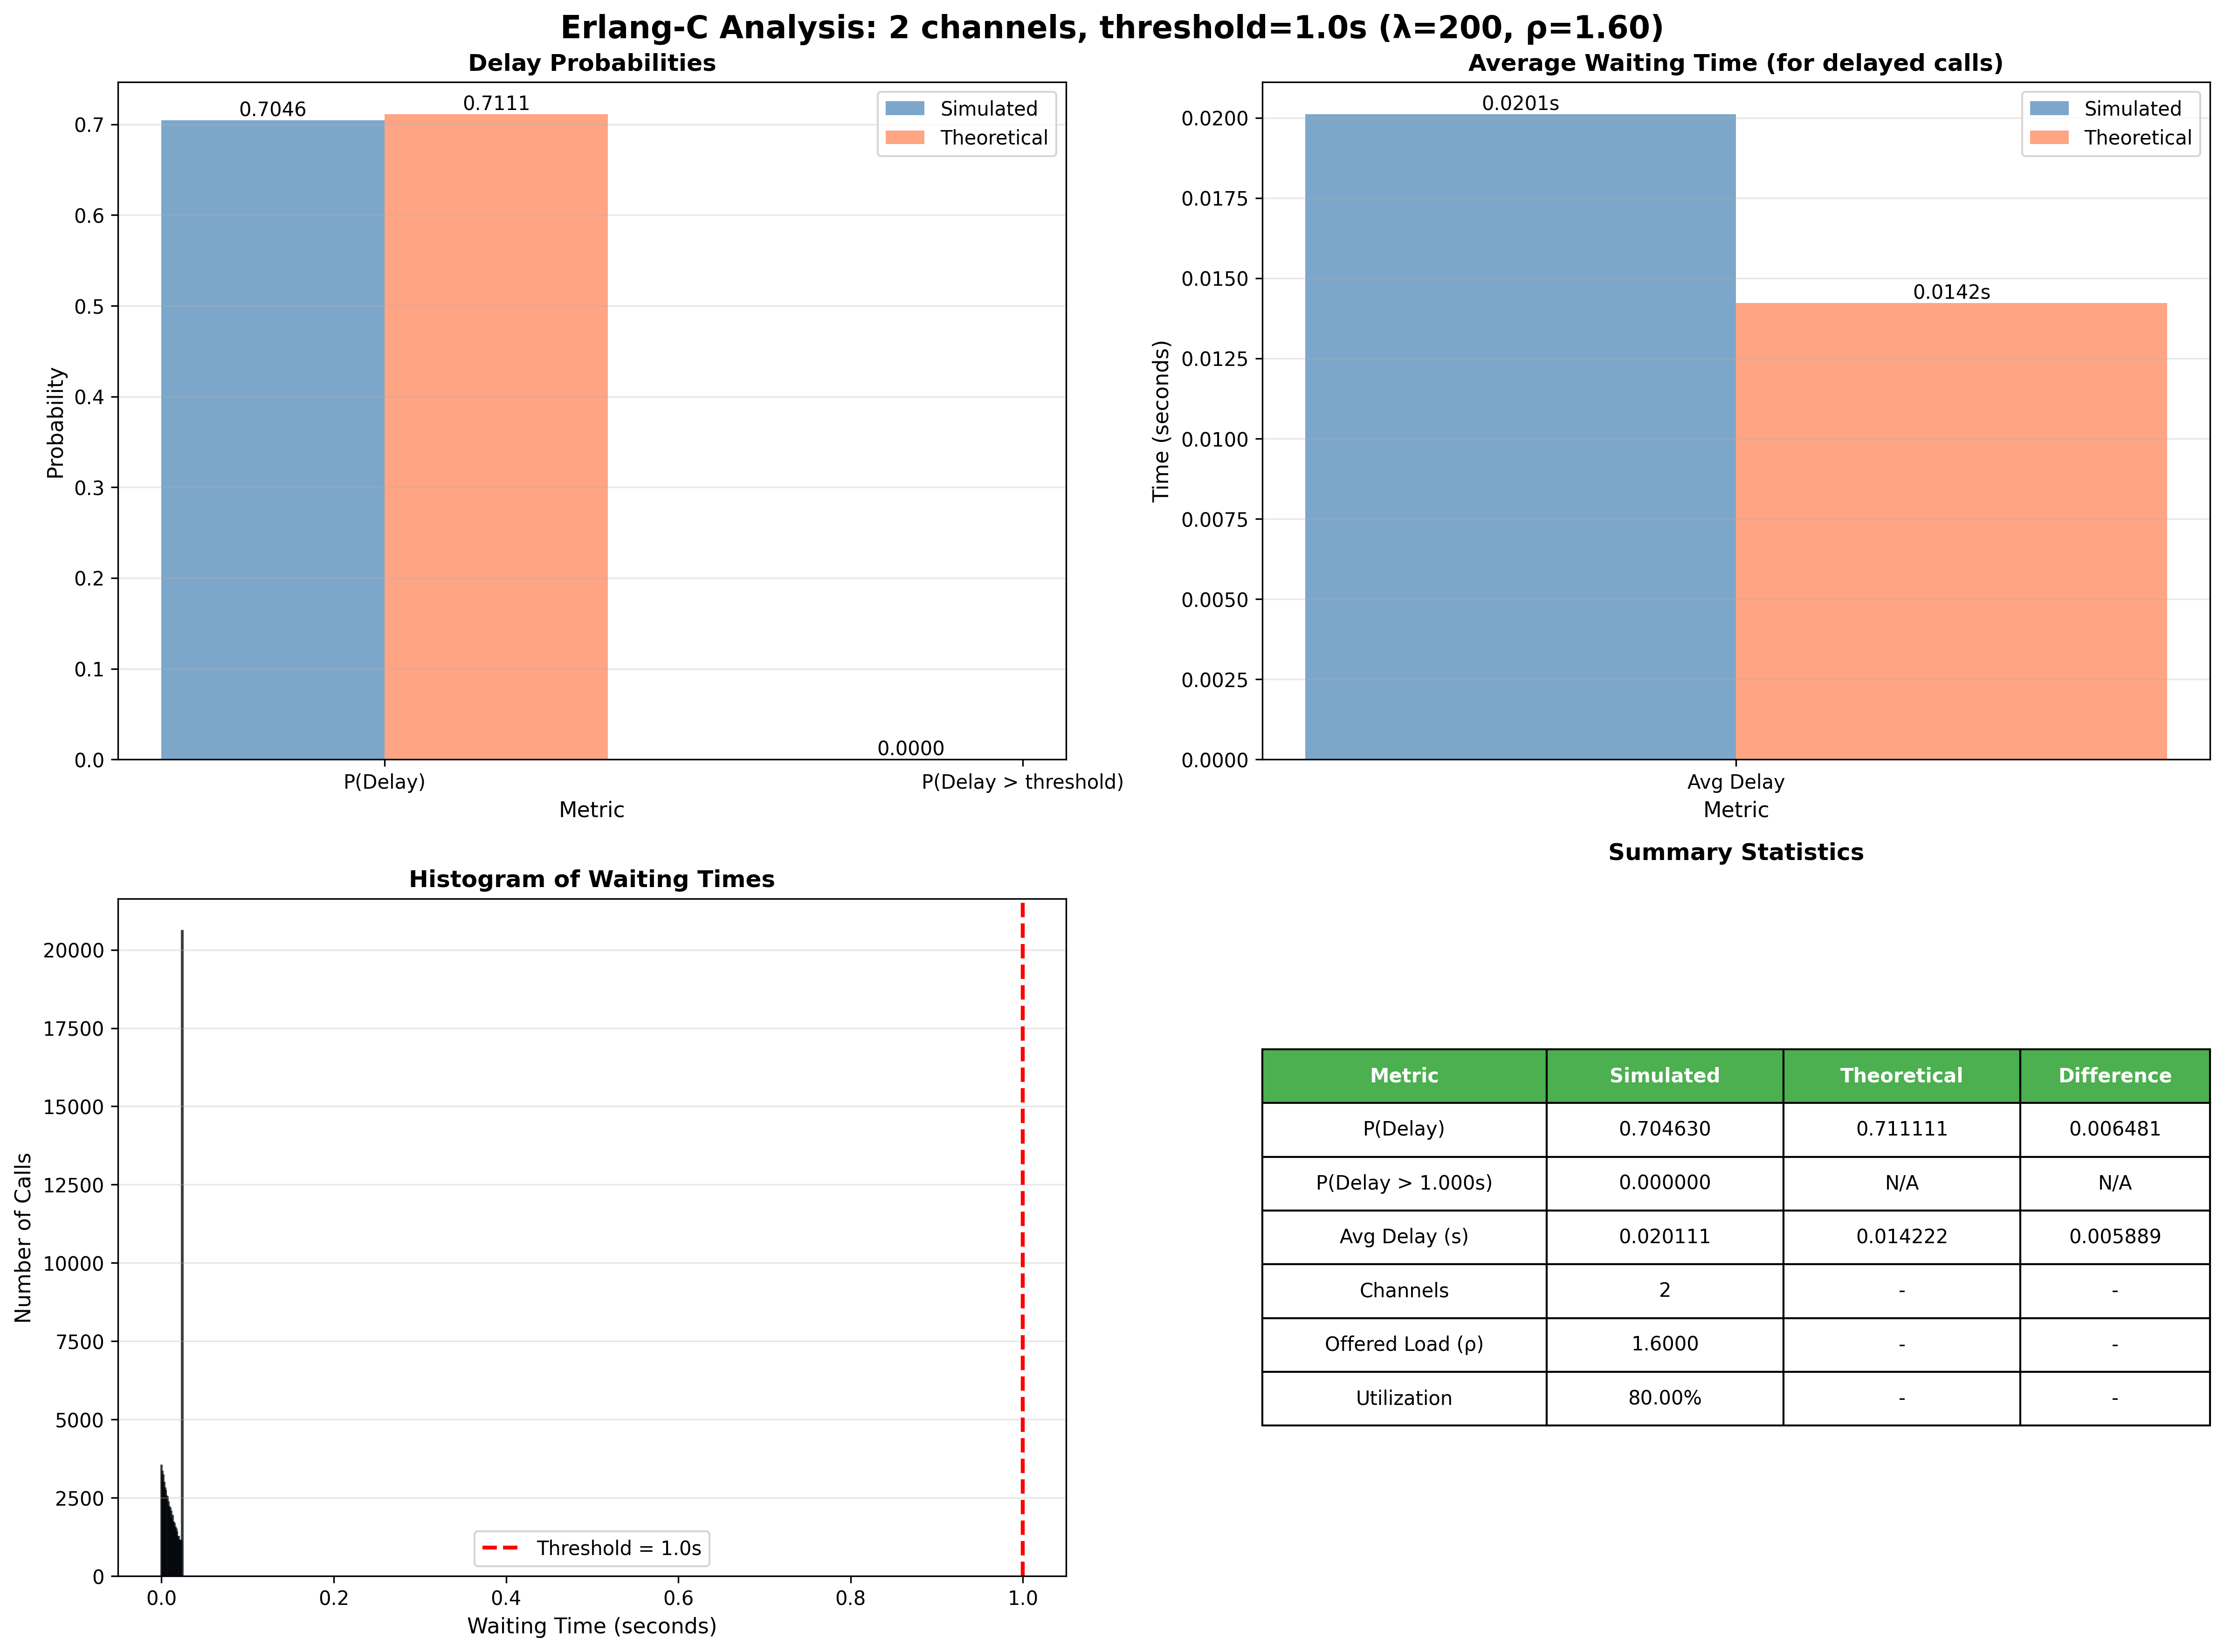 Erlang-C Analysis: 2 channels, threshold=1.0s (λ=200, ρ=1.60)
Delay Probabilities
0.7046
0.7111
0.0000
Simulated
Theoretical
0.7
0.6
0.5
0.4
0.3
0.2
0.1
0.0
Probability
P(Delay)
P(Delay > threshold)
Metric
Average Waiting Time (for delayed calls)
0.0201s
0.0142s
Simulated
Theoretical
0.0200
0.0175
0.0150
0.0125
0.0100
0.0075
0.0050
0.0025
0.0000
Time (seconds)
Avg Delay
Metric
Histogram of Waiting Times
20000
17500
15000
12500
10000
7500
5000
2500
0
Number of Calls
Threshold = 1.0s
0.0 0.2 0.4 0.6 0.8 1.0
Waiting Time (seconds)
Summary Statistics
Metric Simulated Theoretical Difference
P(Delay) 0.704630 0.711111 0.006481
P(Delay > 1.000s) 0.000000 N/A N/A
Avg Delay (s) 0.020111 0.014222 0.005889
Channels 2 - -
Offered Load (ρ) 1.6000 - -
Utilization 80.00% - -